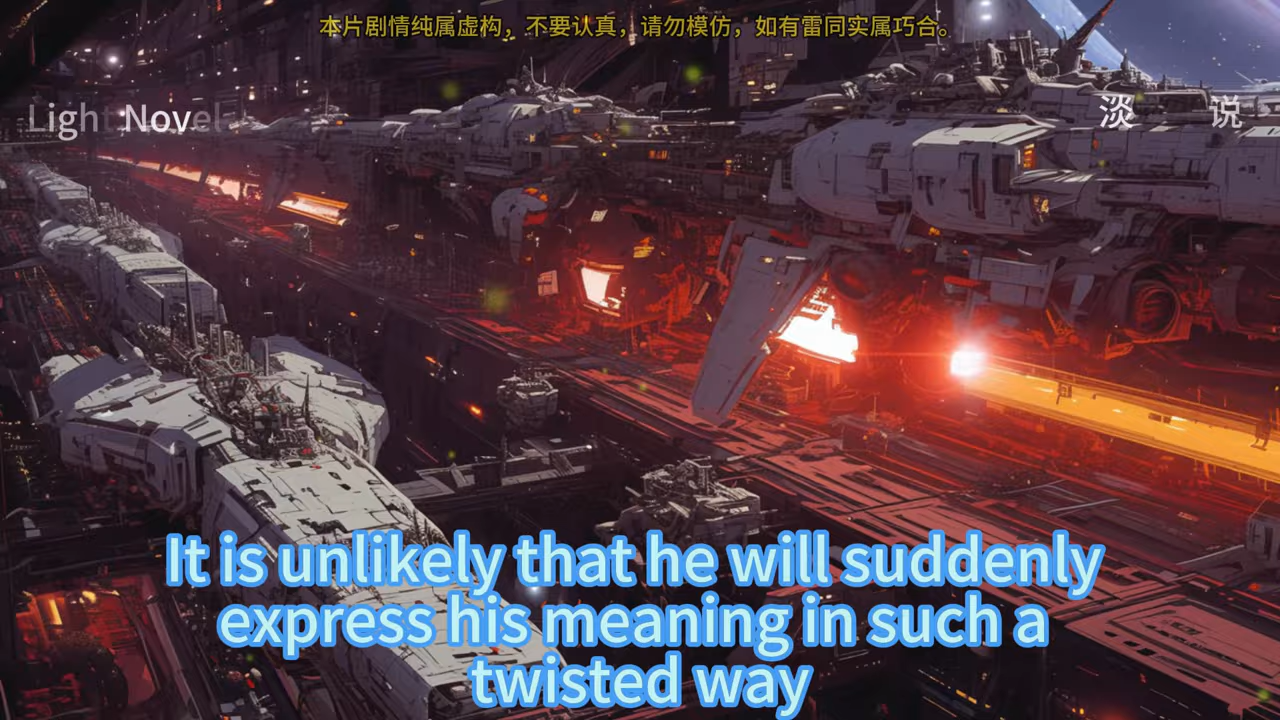 本片剧情纯属虚构，不要认真，请勿模仿，如有雷同实属巧合。
Light Novel
淡 说
It is unlikely that he will suddenly
express his meaning in such a
twisted way